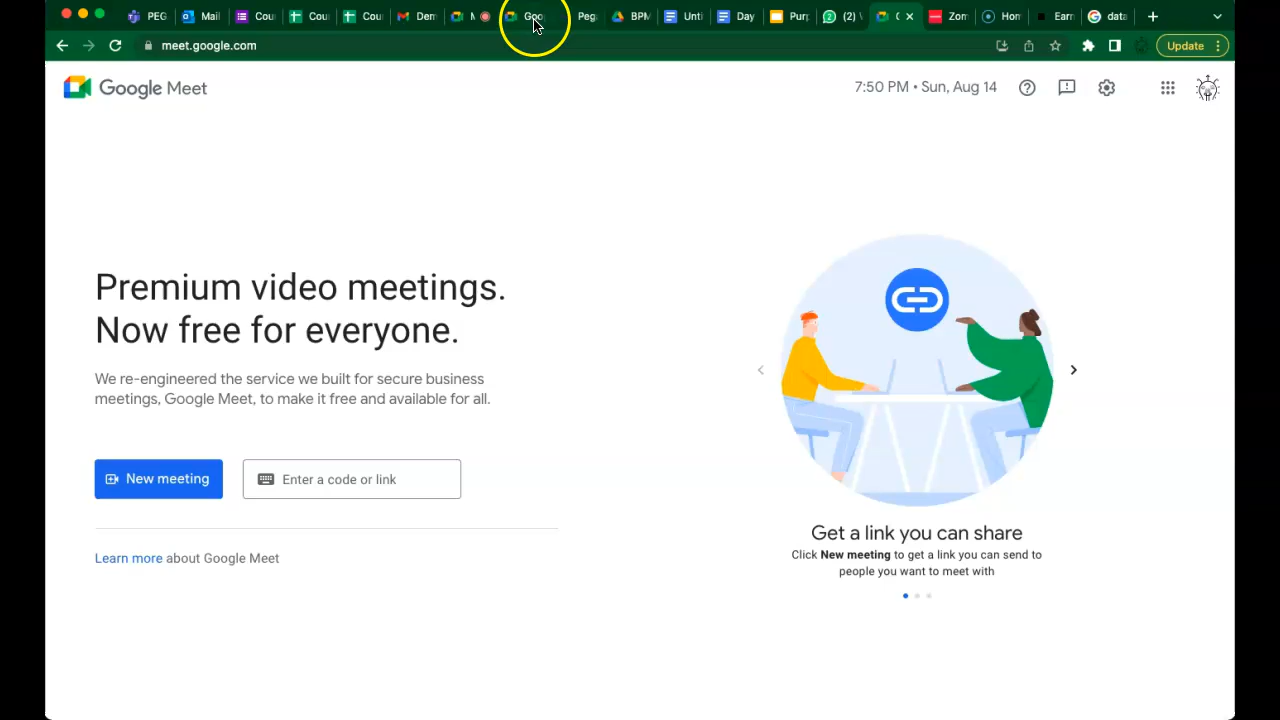 PEG Mail Cou Cou Cou Dem M Goo Peg BPM Unti Day Purp (2) Zom Hom Earn data
meet.google.com
Update
Google Meet
7:50 PM • Sun, Aug 14
Premium video meetings.
Now free for everyone.
We re-engineered the service we built for secure business
meetings, Google Meet, to make it free and available for all.
New meeting
Enter a code or link
Learn more about Google Meet
Get a link you can share
Click New meeting to get a link you can send to
people you want to meet with